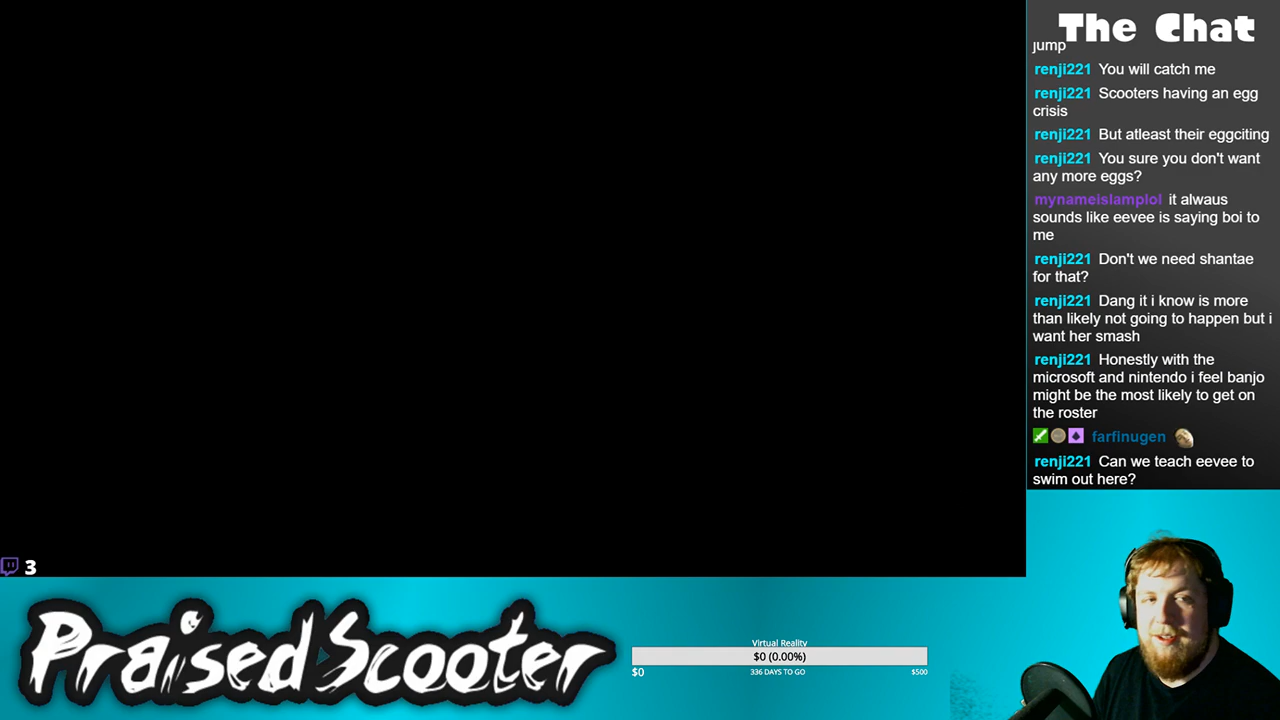 The Chat
jump
renji221 You will catch me
renji221 Scooters having an egg
crisis
renji221 But atleast their eggciting
renji221 You sure you don't want
any more eggs?
mynameislamplol it alwaus
sounds like eevee is saying boi to
me
renji221 Don't we need shantae
for that?
renji221 Dang it i know is more
than likely not going to happen but i
want her smash
renji221 Honestly with the
microsoft and nintendo i feel banjo
might be the most likely to get on
the roster
farfinugen
renji221 Can we teach eevee to
swim out here?
3
PraisedScooter
Virtual Reality
$0 (0.00%)
$0 336 DAYS TO GO $500